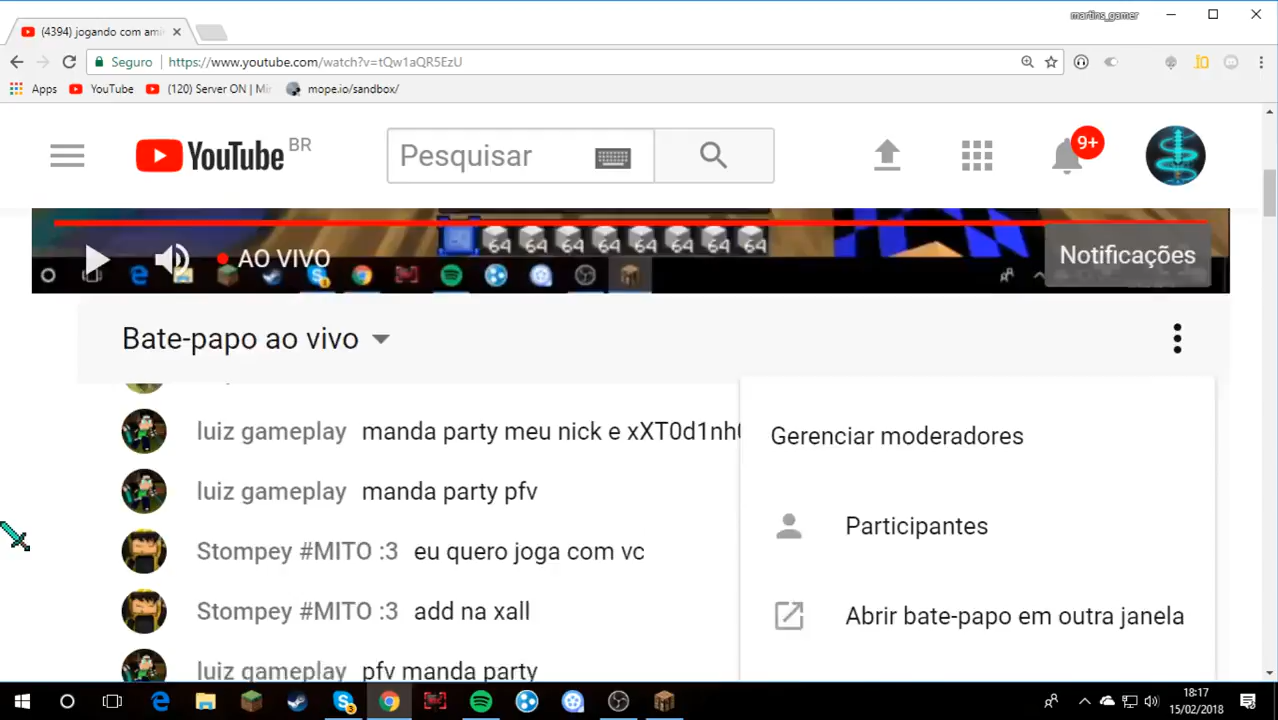 martins_gamer
(4394) jogando com ami
Seguro https://www.youtube.com/watch?v=tQw1aQR5EzU
Apps YouTube (120) Server ON | Mi mope.io/sandbox/
YouTube BR Pesquisar 9+
64 64 64 64 64 64 64 64
AO VIVO Notificações
Bate-papo ao vivo
luiz gameplay manda party meu nick e xXT0d1nh
Gerenciar moderadores
luiz gameplay manda party pfv
Participantes
Stompey #MITO :3 eu quero joga com vc
Stompey #MITO :3 add na xall
Abrir bate-papo em outra janela
luiz gameplay pfv manda party
18:17
15/02/2018